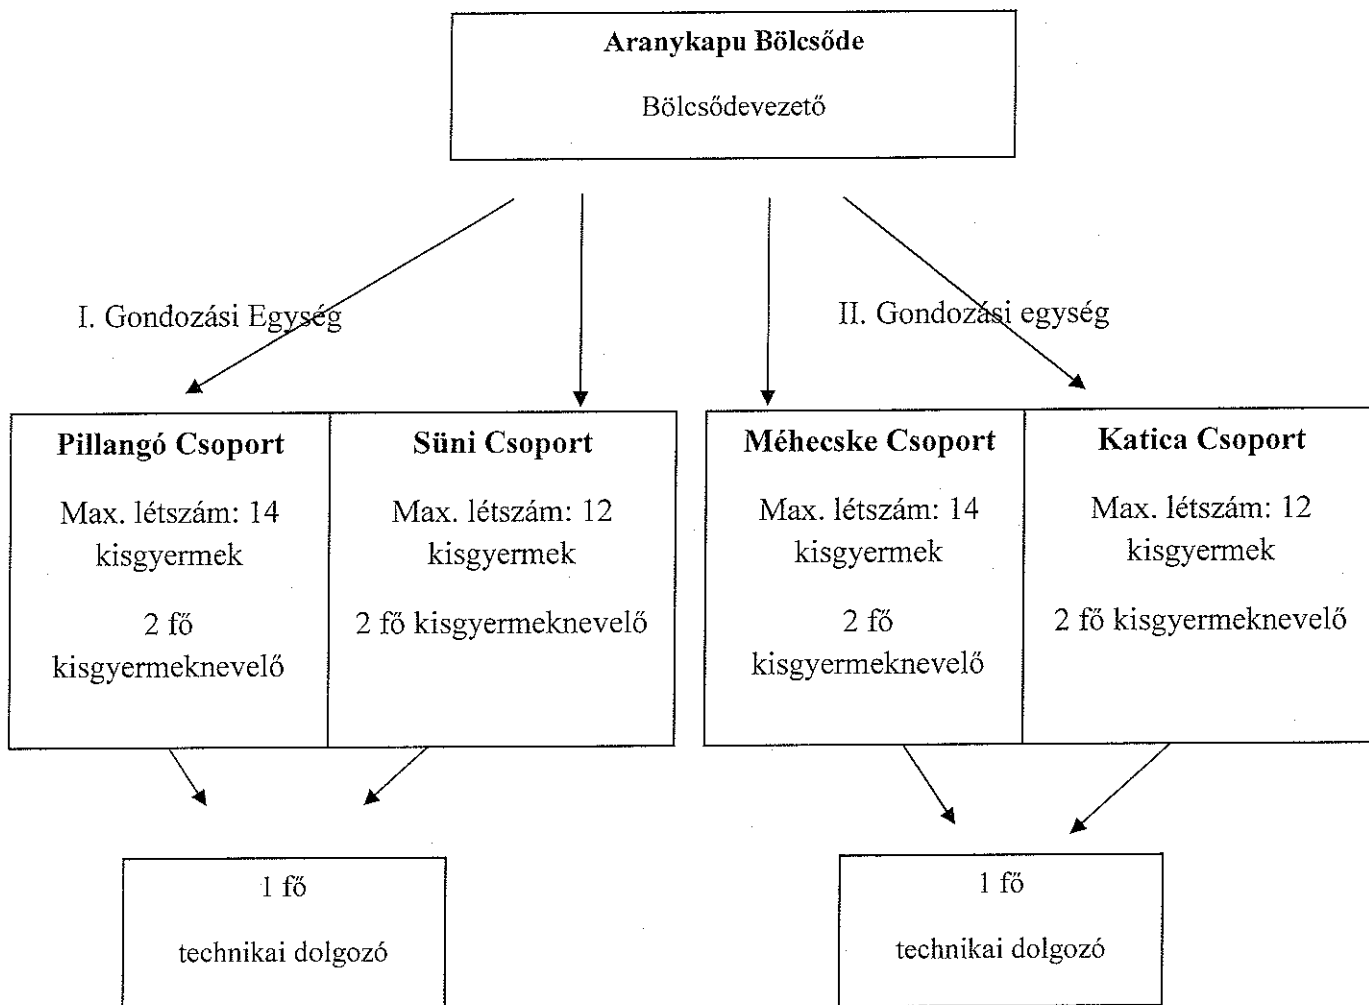 Aranykapu Bölcsőde
Bölcsődevezető
I. Gondozási Egység
II. Gondozási egység
Pillangó Csoport
Max. létszám: 14
kisgyermek
2 fő
kisgyermeknevelő
Süni Csoport
Max. létszám: 12
kisgyermek
2 fő kisgyermeknevelő
Méhecske Csoport
Max. létszám: 14
kisgyermek
2 fő
kisgyermeknevelő
Katica Csoport
Max. létszám: 12
kisgyermek
2 fő kisgyermeknevelő
1 fő
technikai dolgozó
1 fő
technikai dolgozó